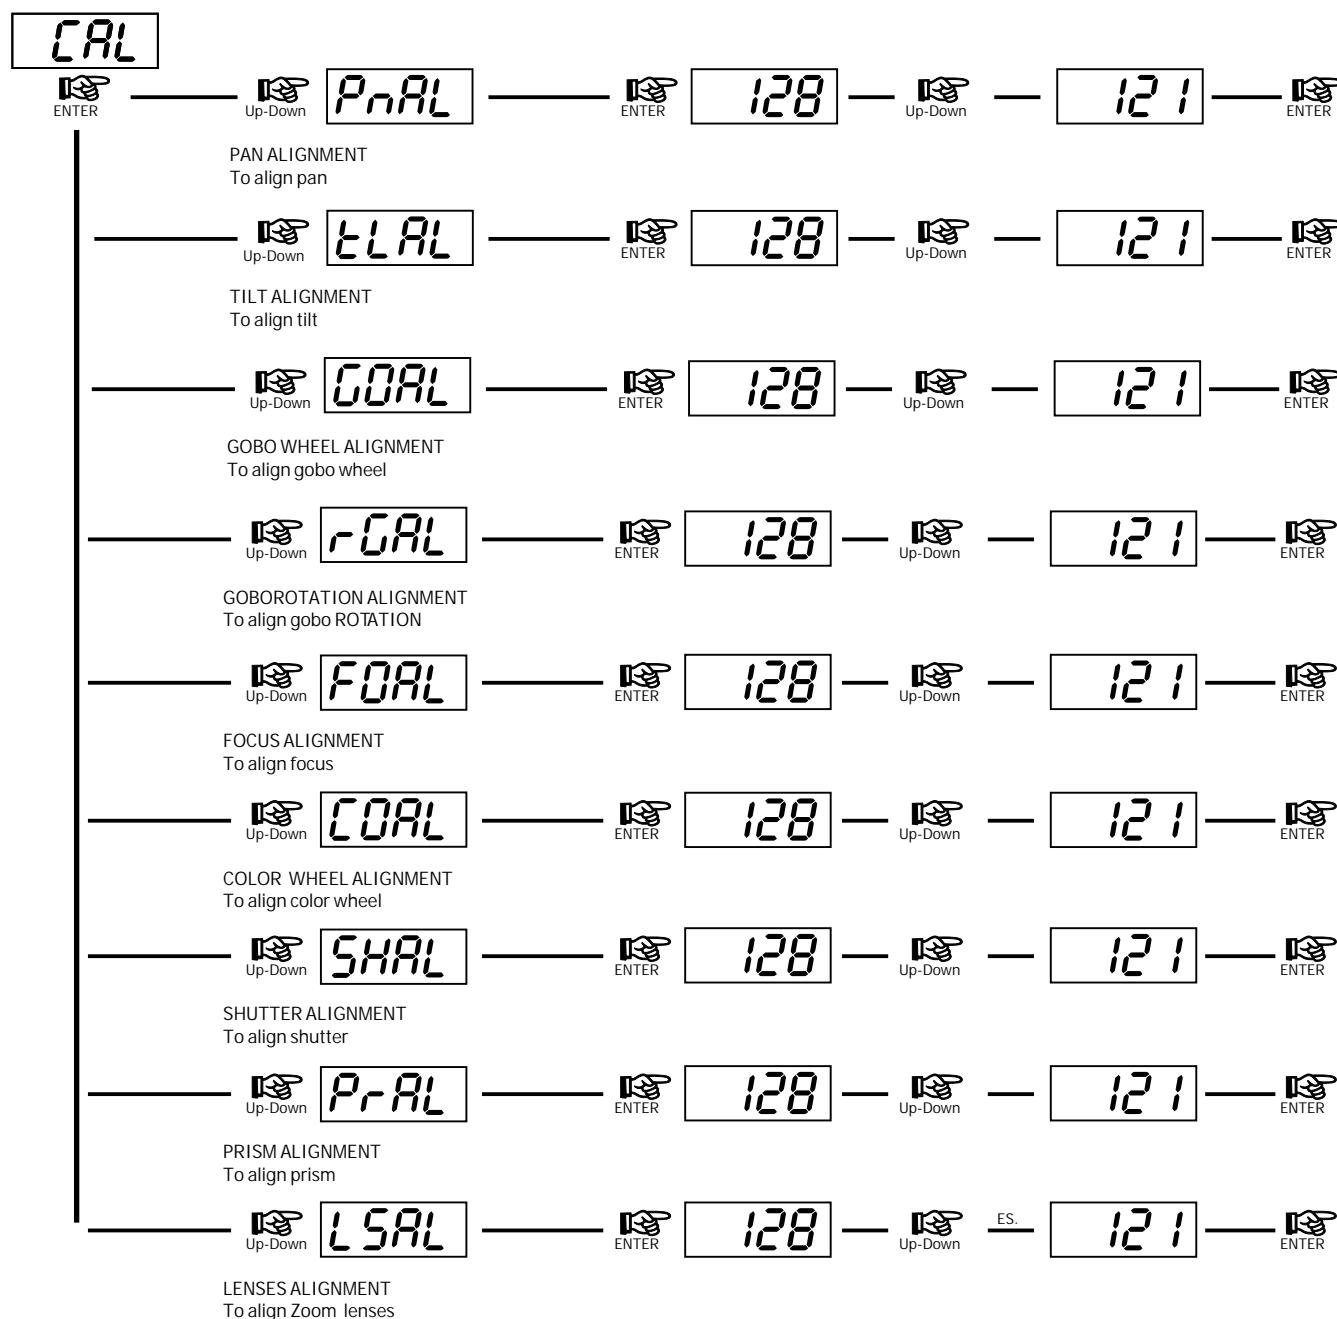 CAL
ENTER Up-Down PnAL ENTER 128 Up-Down 121 ENTER
PAN ALIGNMENT
To align pan
Up-Down tLAL ENTER 128 Up-Down 121 ENTER
TILT ALIGNMENT
To align tilt
Up-Down GOAL ENTER 128 Up-Down 121 ENTER
GOBO WHEEL ALIGNMENT
To align gobo wheel
Up-Down rGAL ENTER 128 Up-Down 121 ENTER
GOBOROTATION ALIGNMENT
To align gobo ROTATION
Up-Down FOAL ENTER 128 Up-Down 121 ENTER
FOCUS ALIGNMENT
To align focus
Up-Down COAL ENTER 128 Up-Down 121 ENTER
COLOR WHEEL ALIGNMENT
To align color wheel
Up-Down SHAL ENTER 128 Up-Down 121 ENTER
SHUTTER ALIGNMENT
To align shutter
Up-Down PrAL ENTER 128 Up-Down 121 ENTER
PRISM ALIGNMENT
To align prism
Up-Down LSAL ENTER 128 Up-Down ES. 121 ENTER
LENSES ALIGNMENT
To align Zoom lenses